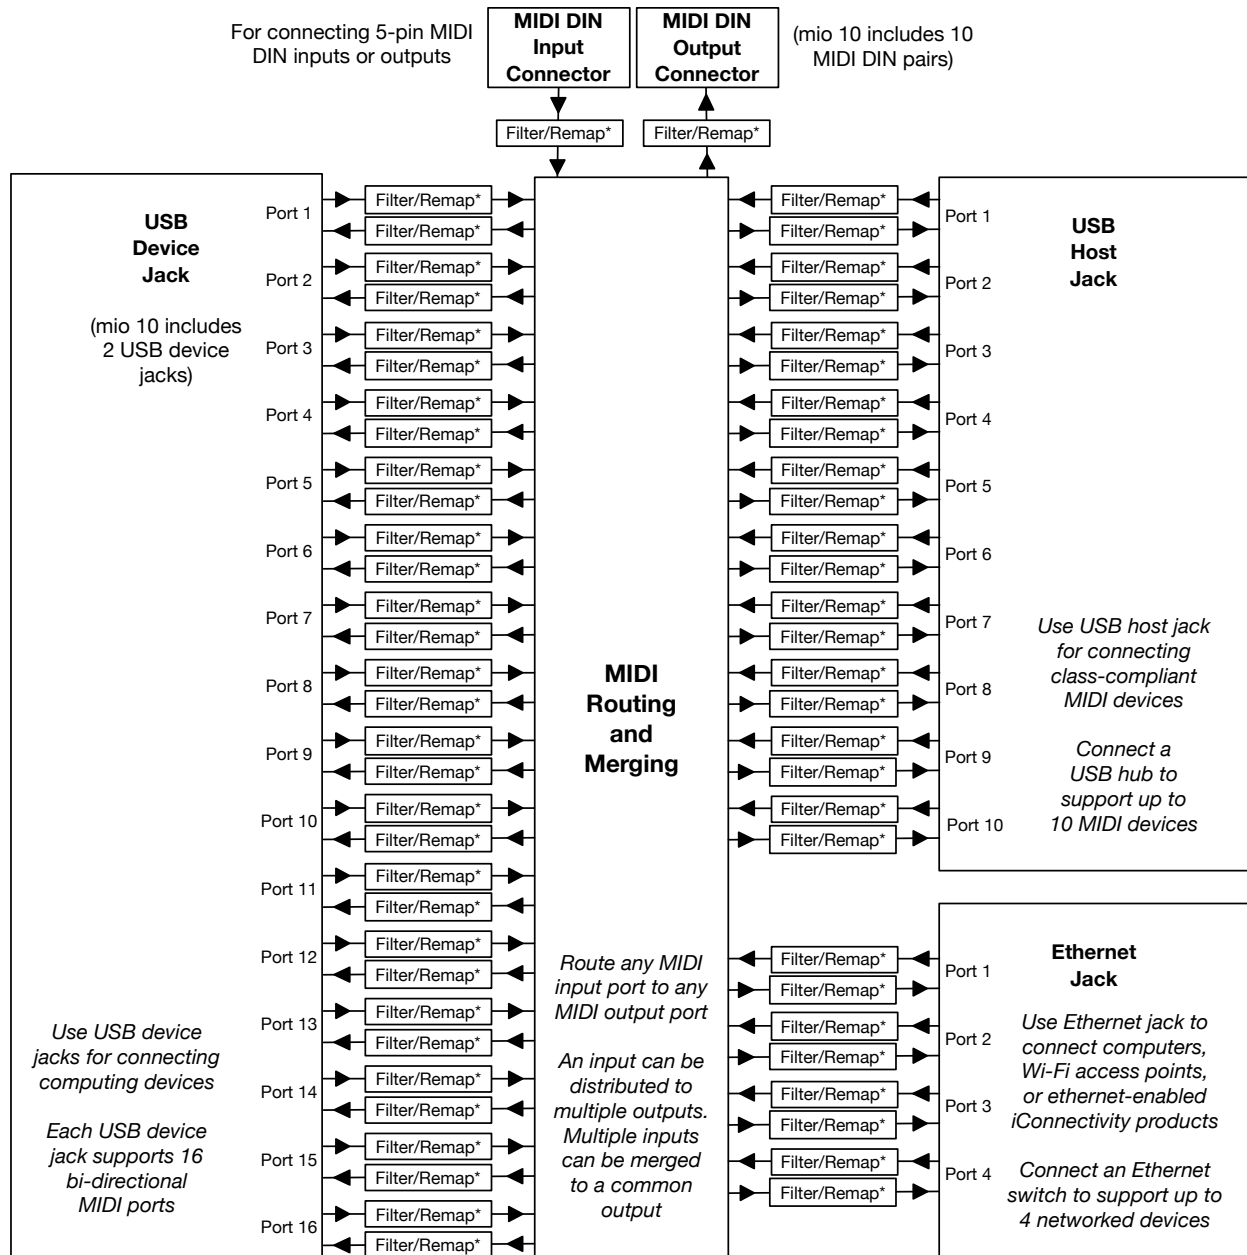 For connecting 5-pin MIDI
DIN inputs or outputs
MIDI DIN
Input
Connector
MIDI DIN
Output
Connector
(mio 10 includes 10
MIDI DIN pairs)
Filter/Remap*
Filter/Remap*
USB
Device
Jack
(mio 10 includes
2 USB device
jacks)
Use USB device
jacks for connecting
computing devices
Each USB device
jack supports 16
bi-directional
MIDI ports
Port 1
Filter/Remap*
Filter/Remap*
Port 2
Filter/Remap*
Filter/Remap*
Port 3
Filter/Remap*
Filter/Remap*
Port 4
Filter/Remap*
Filter/Remap*
Port 5
Filter/Remap*
Filter/Remap*
Port 6
Filter/Remap*
Filter/Remap*
Port 7
Filter/Remap*
Filter/Remap*
Port 8
Filter/Remap*
Filter/Remap*
Port 9
Filter/Remap*
Filter/Remap*
Port 10
Filter/Remap*
Filter/Remap*
Port 11
Filter/Remap*
Filter/Remap*
Port 12
Filter/Remap*
Filter/Remap*
Port 13
Filter/Remap*
Filter/Remap*
Port 14
Filter/Remap*
Filter/Remap*
Port 15
Filter/Remap*
Filter/Remap*
Port 16
Filter/Remap*
Filter/Remap*
MIDI
Routing
and
Merging
Route any MIDI
input port to any
MIDI output port
An input can be
distributed to
multiple outputs.
Multiple inputs
can be merged
to a common
output
Filter/Remap*
Filter/Remap*
Port 1
Filter/Remap*
Filter/Remap*
Port 2
Filter/Remap*
Filter/Remap*
Port 3
Filter/Remap*
Filter/Remap*
Port 4
Filter/Remap*
Filter/Remap*
Port 5
Filter/Remap*
Filter/Remap*
Port 6
Filter/Remap*
Filter/Remap*
Port 7
Filter/Remap*
Filter/Remap*
Port 8
Filter/Remap*
Filter/Remap*
Port 9
Filter/Remap*
Filter/Remap*
Port 10
USB
Host
Jack
Use USB host jack
for connecting
class-compliant
MIDI devices
Connect a
USB hub to
support up to
10 MIDI devices
Filter/Remap*
Filter/Remap*
Port 1
Filter/Remap*
Filter/Remap*
Port 2
Filter/Remap*
Filter/Remap*
Port 3
Filter/Remap*
Filter/Remap*
Port 4
Ethernet
Jack
Use Ethernet jack to
connect computers,
Wi-Fi access points,
or ethernet-enabled
iConnectivity products
Connect an Ethernet
switch to support up to
4 networked devices